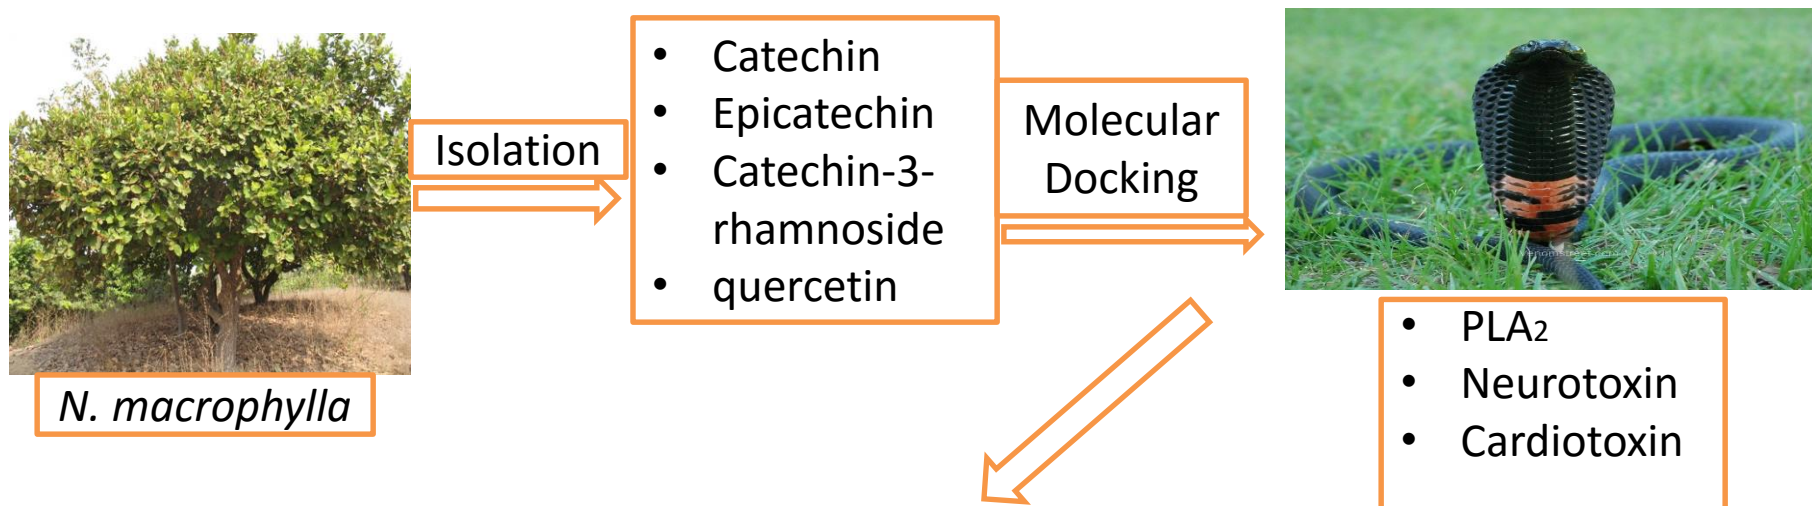 Isolation
N. macrophylla
• Catechin
• Epicatechin
• Catechin-3-
rhamnoside
• quercetin
Molecular
Docking
• PLA2
• Neurotoxin
• Cardiotoxin